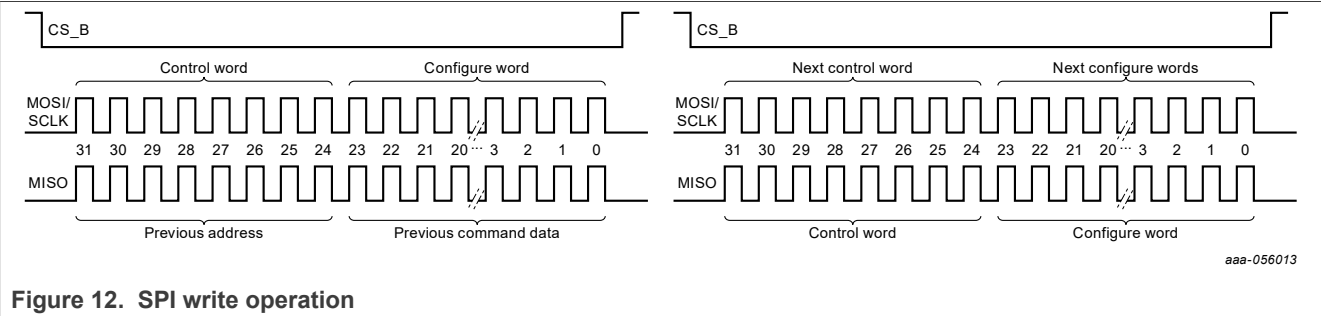 CS_B CS_B
Control word Configure word Next control word Next configure words
MOSI/ MOSI/
SCLK SCLK
31 30 29 28 27 26 25 24 23 22 21 20 ... 3 2 1 0 31 30 29 28 27 26 25 24 23 22 21 20 ... 3 2 1 0
MISO MISO
Previous address Previous command data Control word Configure word
aaa-056013
Figure 12. SPI write operation